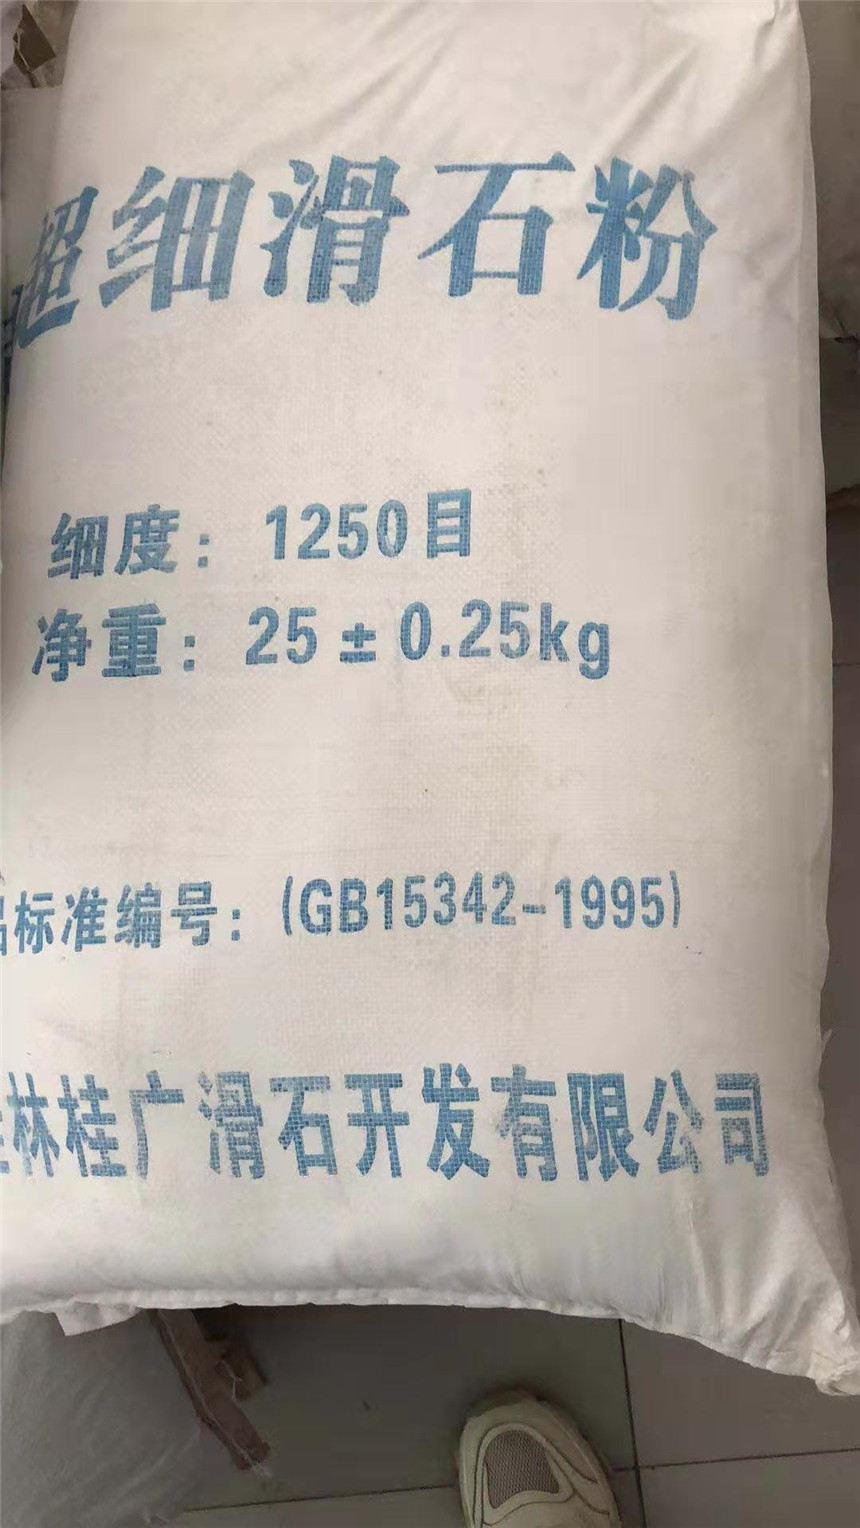 超细滑石粉
细度：1250目
净重：25±0.25kg
品标准编号：(GB15342-1995)
林桂广滑石开发有限公司